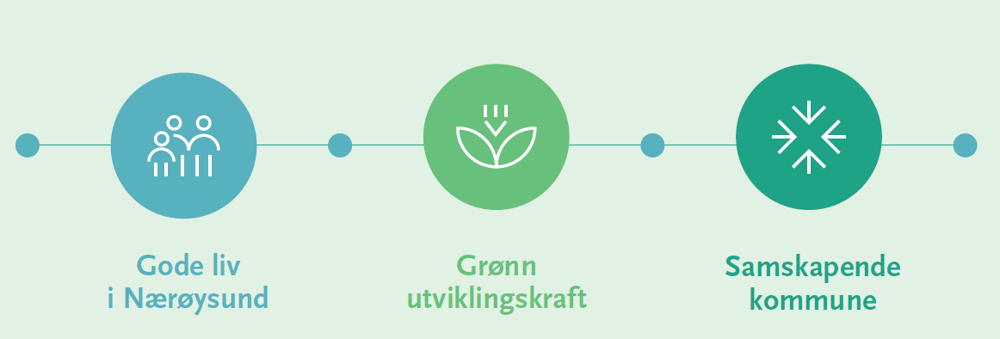 Gode liv
i Nærøysund
Grønn
utviklingskraft
Samskapende
kommune